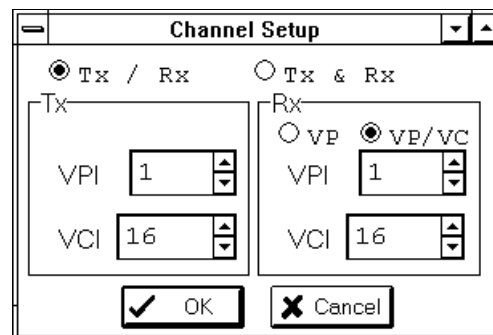 Channel Setup
Tx / Rx Tx & Rx
Tx Rx
VP VP/VC
VPI 1 VPI 1
VCI 16 VCI 16
OK Cancel